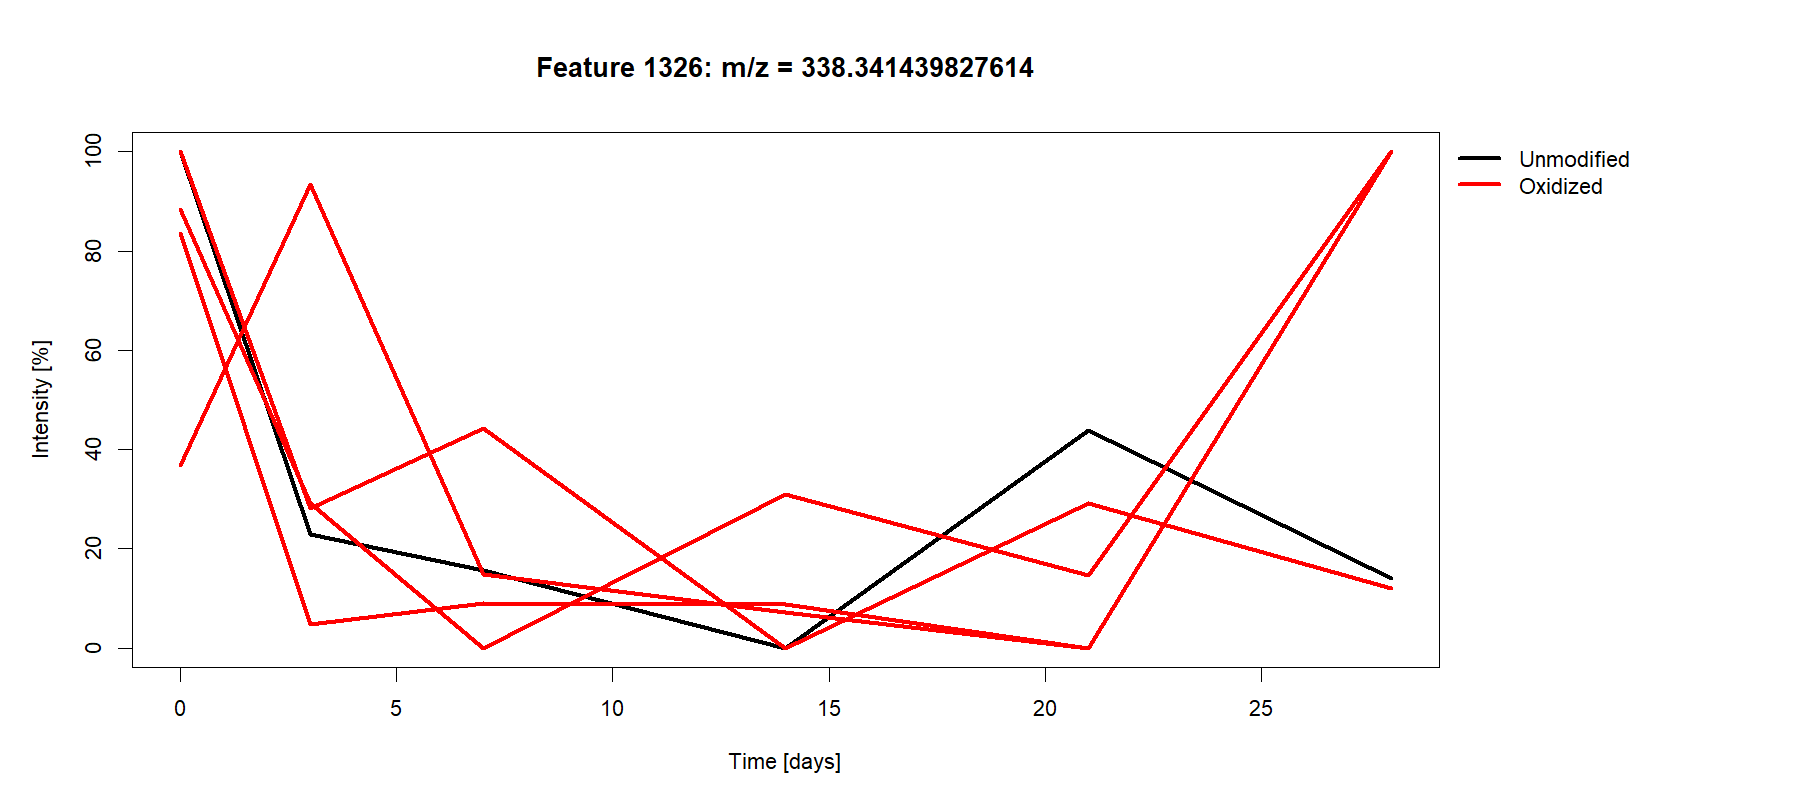 Feature 1326: m/z = 338.341439827614
100
80
60
40
20
0
Intensity [%]
0 5 10 15 20 25
Time [days]
Unmodified
Oxidized